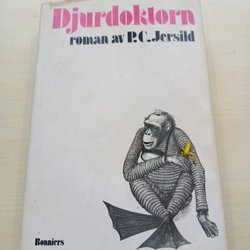 Djurdoktorn
roman av P.C. Jersild
Bonniers